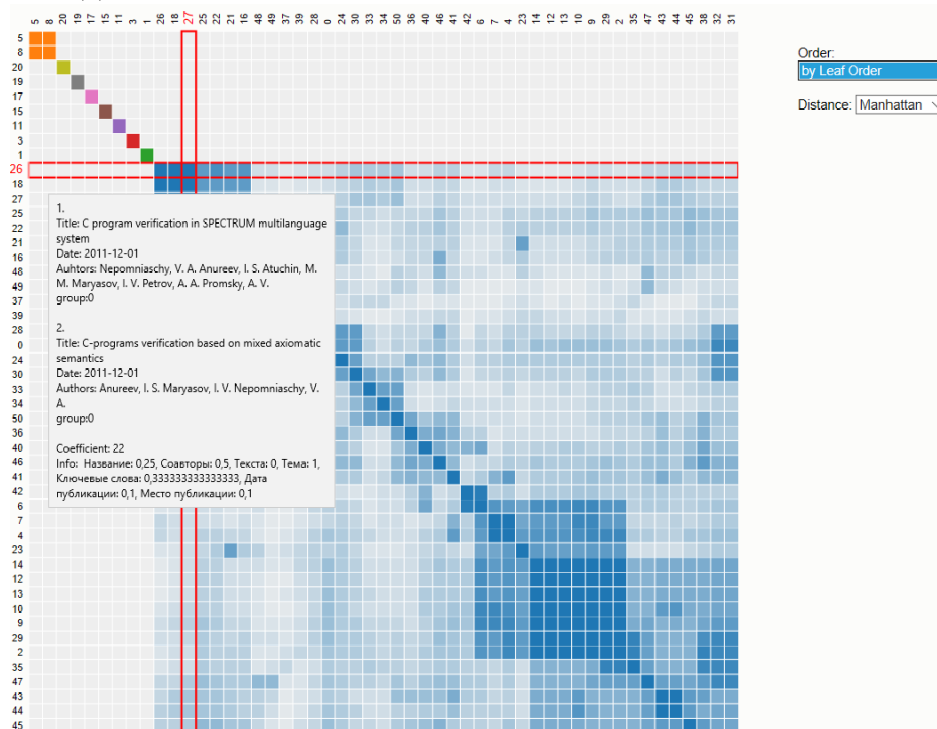 5 8 20 19 17 15 11 3 1 26 18 27 25 22 21 16 48 49 37 39 28 0 24 30 33 34 50 36 40 46 41 42 6 7 4 23 14 12 13 10 9 29 2 35 47 43 44 45 38 32 31
Order:
by Leaf Order
Distance: Manhattan
5
8
20
19
17
15
11
3
1
26
18
27
25
22
21
16
48
49
37
39
28
0
24
30
33
34
50
36
40
46
41
42
6
7
4
23
14
12
13
10
9
29
2
35
47
43
44
45
1.
Title: C program verification in SPECTRUM multilanguage
system
Date: 2011-12-01
Auhtors: Nepomniaschy, V. A. Anureev, I. S. Atuchin, M.
M. Maryasov, I. V. Petrov, A. A. Promsky, A. V.
group:0
2.
Title: C-programs verification based on mixed axiomatic
semantics
Date: 2011-12-01
Authors: Anureev, I. S. Maryasov, I. V. Nepomniaschy, V.
A.
group:0
Coefficient: 22
Info: Название: 0,25, Соавторы: 0,5, Текста: 0, Тема: 1,
Ключевые слова: 0,333333333333333, Дата
публикации: 0,1, Место публикации: 0,1